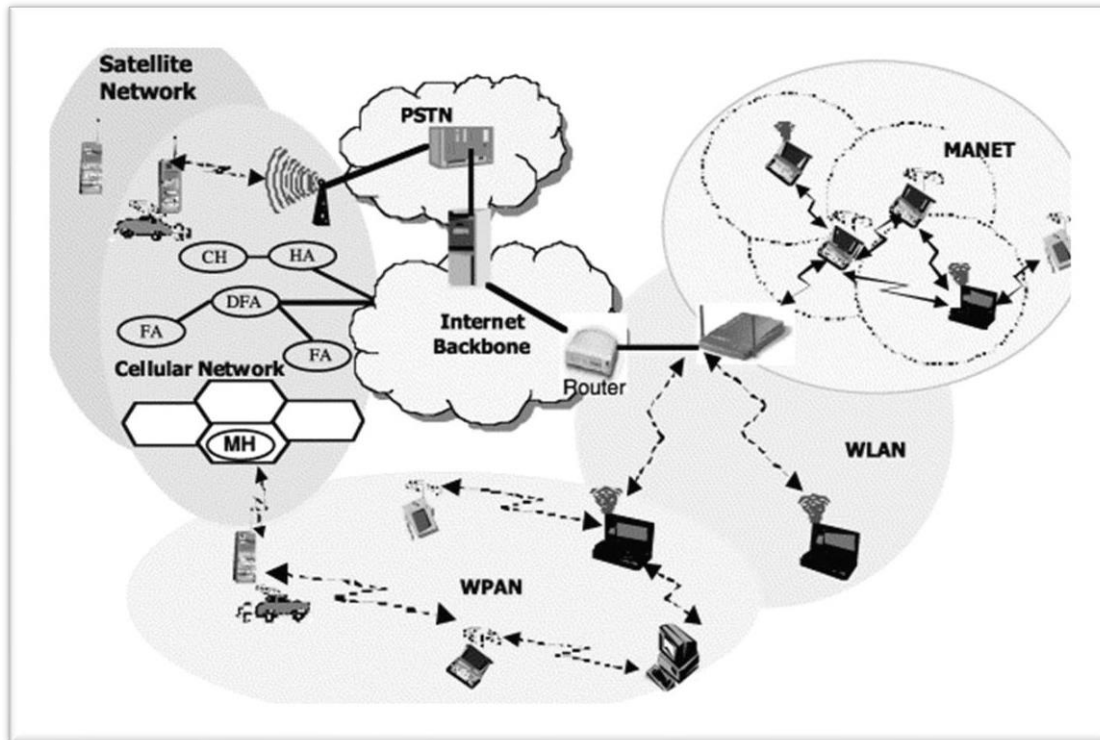 Satellite
Network
PSTN
MANET
CH
HA
DFA
FA
FA
Internet
Backbone
Router
Cellular Network
MH
WLAN
WPAN